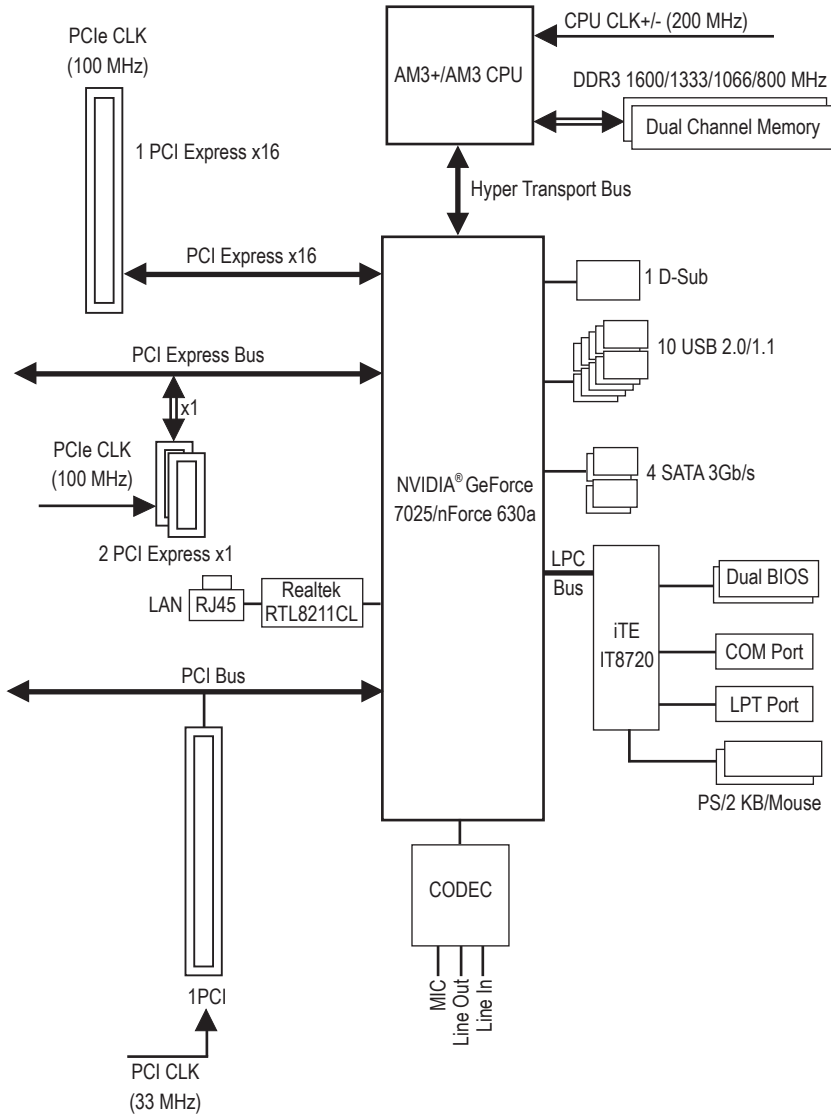 PCIe CLK
(100 MHz)
1 PCI Express x16
CPU CLK+/- (200 MHz)
AM3+/AM3 CPU
DDR3 1600/1333/1066/800 MHz
Dual Channel Memory
Hyper Transport Bus
PCI Express x16
1 D-Sub
PCI Express Bus
10 USB 2.0/1.1
x1
PCIe CLK
(100 MHz)
2 PCI Express x1
4 SATA 3Gb/s
NVIDIA® GeForce
7025/nForce 630a
LPC
Bus
Dual BIOS
iTE
IT8720
COM Port
LPT Port
PS/2 KB/Mouse
LAN
RJ45
Realtek
RTL8211CL
PCI Bus
CODEC
MIC
Line Out
Line In
1PCI
PCI CLK
(33 MHz)